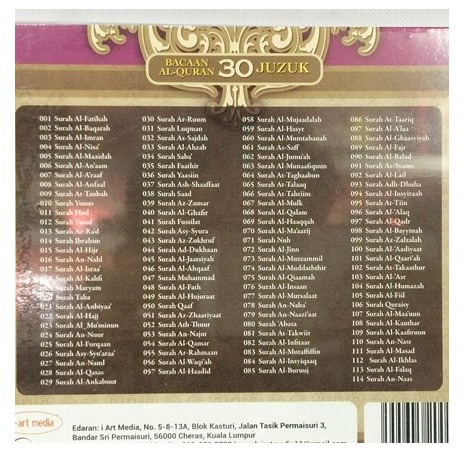 BACAAN
AL-QURAN 30 JUZUK
001 Surah Al-Fatihah
002 Surah Al-Baqarah
003 Surah Al-Imran
004 Surah Al-Nisa'
005 Surah Al-Maaidah
006 Surah Al-An'aam
007 Surah Al-A'raaf
008 Surah Al-Anfaal
009 Surah At-Taubah
010 Surah Yunus
011 Surah Hud
012 Surah Yusuf
013 Surah Ar-Ra'd
014 Surah Ibrahim
015 Surah Al-Hijr
016 Surah An-Nahl
017 Surah Al-Israa'
018 Surah Al-Kahfi
019 Surah Maryam
020 Surah Taha
021 Surah Al-Anbiyaa'
022 Surah Al-Hajj
023 Surah Al_Mu'minun
024 Surah An-Nuur
025 Surah Al-Furqaan
026 Surah Asy-Syu'araa'
027 Surah An-Naml
028 Surah Al-Qasas
029 Surah Al-Ankabuut
030 Surah Ar-Ruum
031 Surah Luqman
032 Surah As-Sajdah
033 Surah Al-Ahzab
034 Surah Saba'
035 Surah Faathir
036 Surah Yaasiin
037 Surah Ash-Shaaffaat
038 Surah Saad
039 Surah Az-Zumar
040 Surah Al-Ghafir
041 Surah Fussilat
042 Surah Asy-Syura
043 Surah Az-Zukhruf
044 Surah Ad-Dukhaan
045 Surah Al-Jaatsiyah
046 Surah Al-Ahqaaf
047 Surah Muhammad
048 Surah Al-Fath
049 Surah Al-Hujuraat
050 Surah Qaaf
051 Surah Az-Zhaariyaat
052 Surah Ath-Thuur
053 Surah An-Najm
054 Surah Al-Qamar
055 Surah Ar-Rahmaan
056 Surah Al-Waqi'ah
057 Surah Al-Haadid
058 Surah Al-Mujaadalah
059 Surah Al-Hasyr
060 Surah Al-Mumtahanah
061 Surah As-Saff
062 Surah Al-Jumu'ah
063 Surah Al-Munaafiqun
064 Surah At-Taghaabun
065 Surah At-Talaaq
066 Surah At-Tahriim
067 Surah Al-Mulk
068 Surah Al-Qalam
069 Surah Al-Haaqqah
070 Surah Al-Ma'aarij
071 Surah Nuh
072 Surah Al-Jinn
073 Surah Al-Muzzammil
074 Surah Al-Muddaththir
075 Surah Al-Qiaamah
076 Surah Al-Insaan
077 Surah Al-Mursalaat
078 Surah An-Naba'
079 Surah An-Naazi'aat
080 Surah Abasa
081 Surah At-Takwiir
082 Surah Al-Infitaar
083 Surah Al-Mutaffifiin
084 Surah Al-Insyiqaaq
085 Surah Al-Buruuj
086 Surah At-Taariq
087 Surah Al-A'laa
088 Surah Al-Ghaasyiyah
089 Surah Al-Fajr
090 Surah Al-Balad
091 Surah As-Syams
092 Surah Al-Lail
093 Surah Adh-Dhuha
094 Surah Al-Insyiraah
095 Surah At-Tiin
096 Surah Al-'Alaq
097 Surah Al-Qadr
098 Surah Al-Bayyinah
099 Surah Az-Zalzalah
100 Surah Al-'Aadiyaat
101 Surah Al-Qaari'ah
102 Surah At-Takaathur
103 Surah Al-'Asr
104 Surah Al-Humazah
105 Surah Al-Fiil
106 Surah Quraisy
107 Surah Al-Maa'uun
108 Surah Al-Kauthar
109 Surah Al-Kaafiruun
110 Surah An-Nasr
111 Surah Al-Masad
112 Surah Al-Ikhlas
113 Surah Al-Falaq
114 Surah An-Naas
-art media
Edaran: i Art Media, No. 5-8-13A, Blok Kasturi, Jalan Tasik Permaisuri 3,
Bandar Sri Permaisuri, 56000 Cheras, Kuala Lumpur